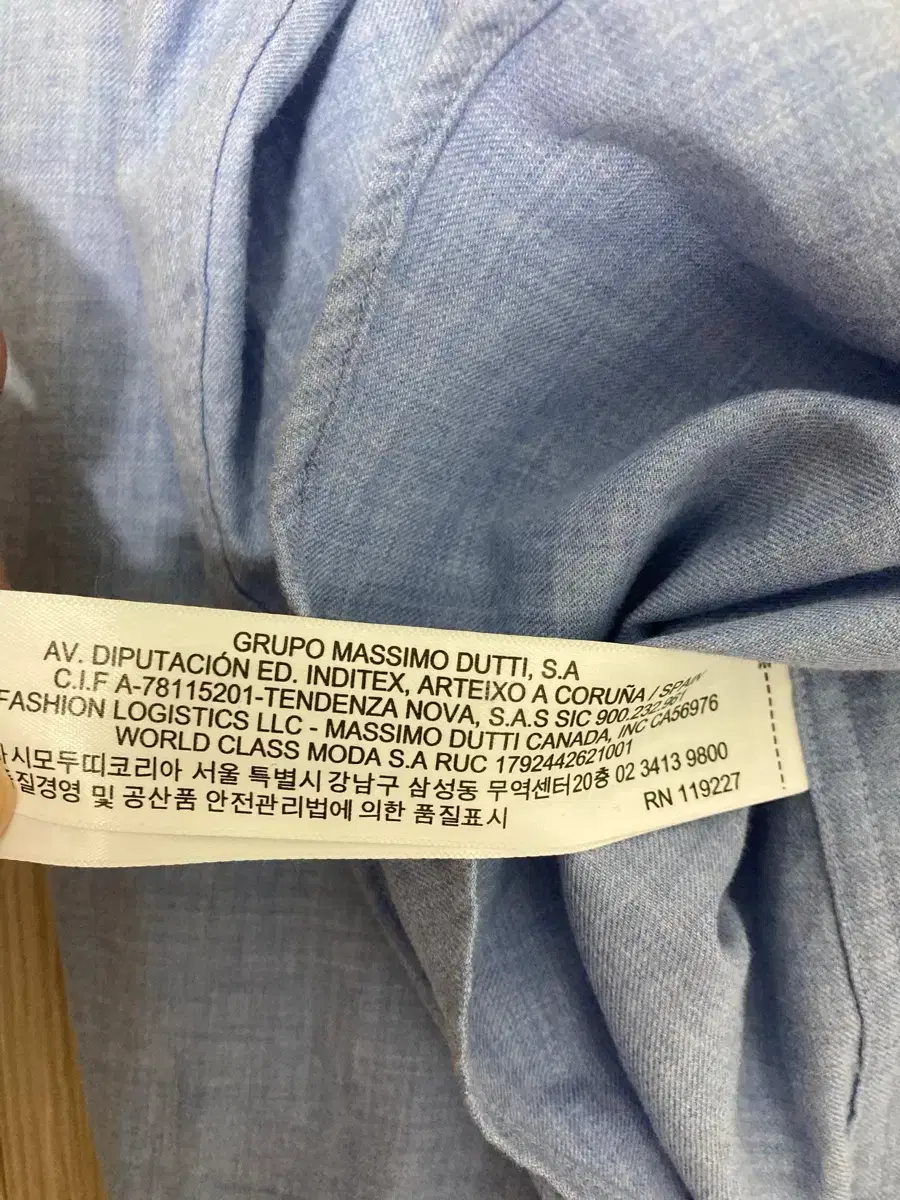 GRUPO MASSIMO DUTTI, S.A
AV. DIPUTACIÓN ED. INDITEX, ARTEIXO A CORUÑA / SPAIN
C.I.F A-78115201-TENDENZA NOVA, S.A.S SIC 900.232.961
FASHION LOGISTICS LLC - MASSIMO DUTTI CANADA, INC CA56976
WORLD CLASS MODA S.A RUC 1792442621001
마시모두띠코리아 서울 특별시 강남구 삼성동 무역센터20층 02 3413 9800
품질경영 및 공산품 안전관리법에 의한 품질표시
RN 119227